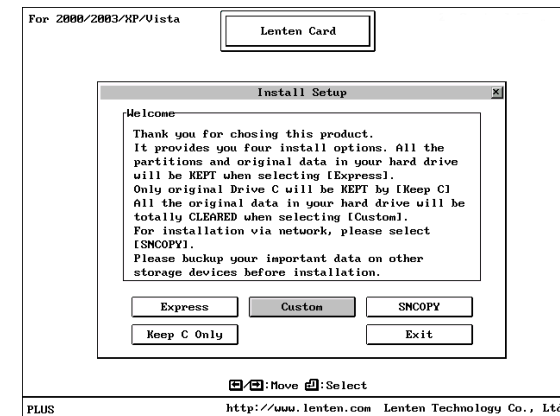 For 2000/2003/XP/Vista
Lenten Card
Install Setup
Welcome
Thank you for chosing this product.
It provides you four install options. All the
partitions and original data in your hard drive
will be KEPT when selecting [Express].
Only original Drive C will be KEPT by [Keep C]
All the original data in your hard drive will be
totally CLEARED when selecting [Custom].
For installation via network, please select
[SNCOPY].
Please buckup your important data on other
storage devices before installation.
Express Custom SNCOPY
Keep C Only Exit
/ :Move :Select
PLUS http://www.lenten.com Lenten Technology Co., Ltd